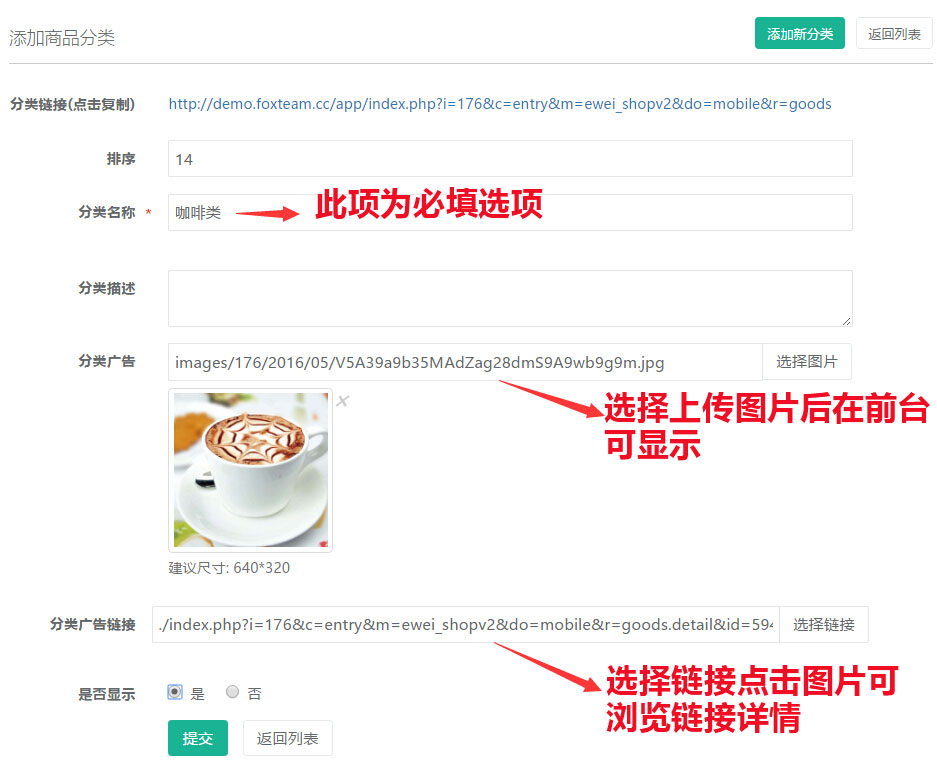 添加商品分类 添加新分类 返回列表
分类链接(点击复制) http://demo.foxteam.cc/app/index.php?i=176&c=entry&m=ewei_shopv2&do=mobile&r=goods
排序 14
分类名称 * 咖啡类 此项为必填选项
分类描述
分类广告 images/176/2016/05/V5A39a9b35MAdZag28dmS9A9wb9g9m.jpg 选择图片
选择上传图片后在前台
可显示
建议尺寸: 640*320
分类广告链接 ./index.php?i=176&c=entry&m=ewei_shopv2&do=mobile&r=goods.detail&id=594 选择链接
选择链接点击图片可
浏览链接详情
是否显示 是 否
提交 返回列表